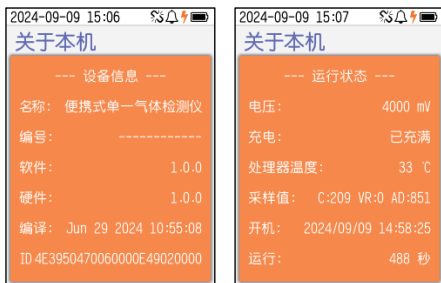 2024-09-09 15:06
关于本机
--- 设备信息 ---
名称: 便携式单一气体检测仪
编号: ------------
软件: 1.0.0
硬件: 1.0.0
编译: Jun 29 2024 10:55:08
ID 4E3950470060000E49020000
2024-09-09 15:07
关于本机
--- 运行状态 ---
电压: 4000 mV
充电: 已充满
处理器温度: 33 ℃
采样值: C:209 VR:0 AD:851
开机: 2024/09/09 14:58:25
运行: 488 秒